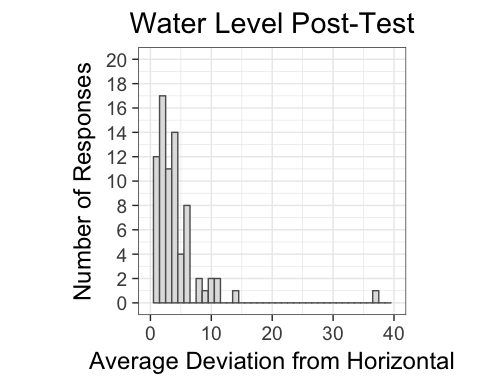 Water Level Post-Test
Number of Responses
20
18
16
14
12
10
8
6
4
2
0
0 10 20 30 40
Average Deviation from Horizontal